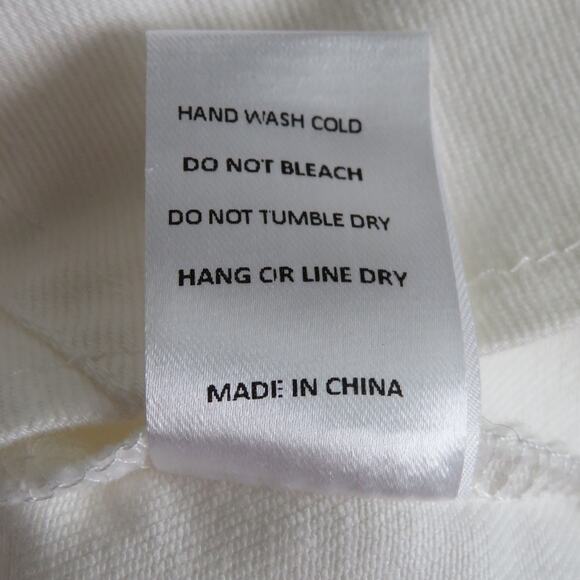 HAND WASH COLD
DO NOT BLEACH
DO NOT TUMBLE DRY
HANG OR LINE DRY
MADE IN CHINA